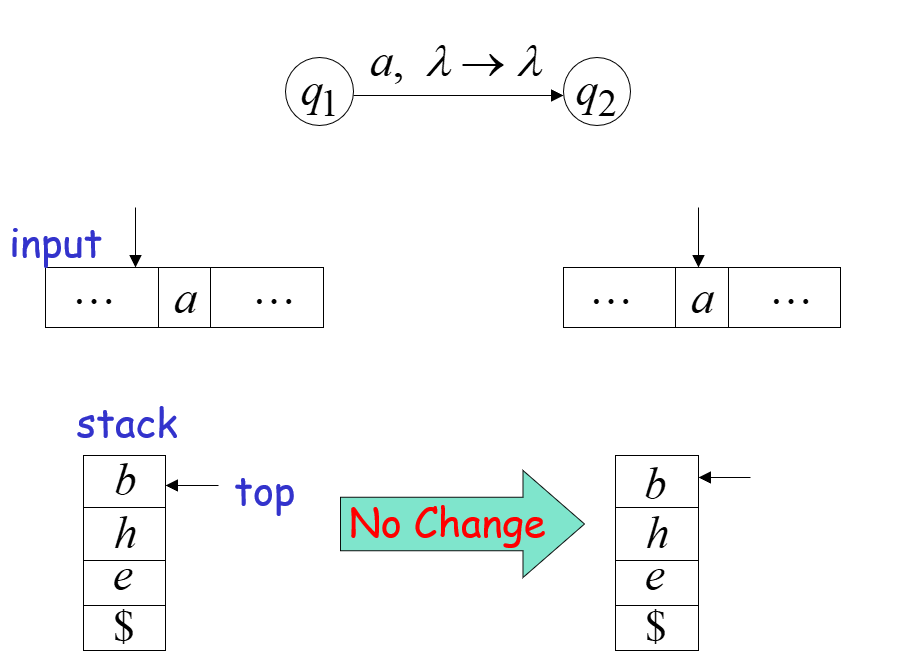 a, λ → λ
q1 q2
input
⋯ a ⋯ ⋯ a ⋯
stack
b b
top
No Change
h h
e e
$ $